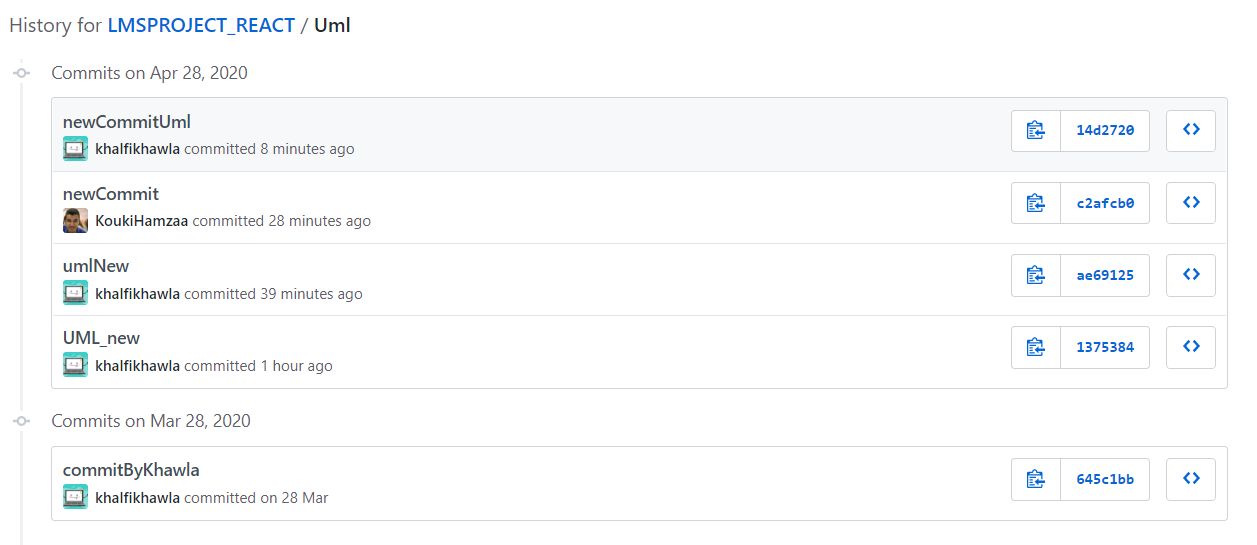 History for LMSPROJECT_REACT / Uml
Commits on Apr 28, 2020
newCommitUml
14d2720
khalfikhawla committed 8 minutes ago
newCommit
c2afcb0
KoukiHamzaa committed 28 minutes ago
umlNew
ae69125
khalfikhawla committed 39 minutes ago
UML_new
1375384
khalfikhawla committed 1 hour ago
Commits on Mar 28, 2020
commitByKhawla
645c1bb
khalfikhawla committed on 28 Mar